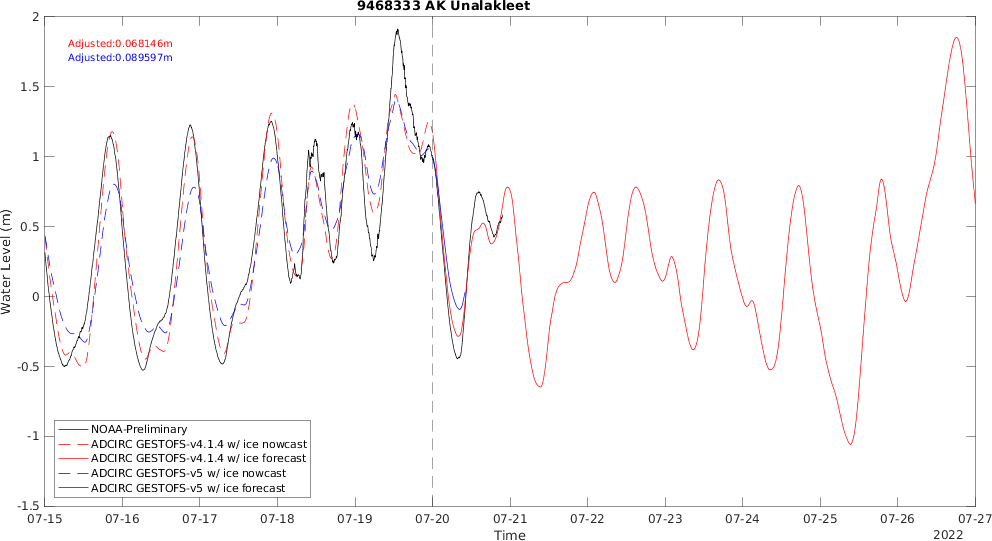 9468333 AK Unalakleet
Adjusted:0.068146m
Adjusted:0.089597m
Water Level (m)
2
1.5
1
0.5
0
-0.5
-1
-1.5
NOAA-Preliminary
ADCIRC GESTOFS-v4.1.4 w/ ice nowcast
ADCIRC GESTOFS-v4.1.4 w/ ice forecast
ADCIRC GESTOFS-v5 w/ ice nowcast
ADCIRC GESTOFS-v5 w/ ice forecast
07-15 07-16 07-17 07-18 07-19 07-20 07-21 07-22 07-23 07-24 07-25 07-26 07-27
Time
2022